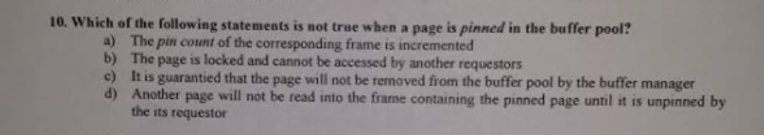 10. Which of the following statements is not true when a page is pinned in the buffer pool?
a) The pin count of the corresponding frame is incremented
b) The page is locked and cannot be accessed by another requestors
c) It is guarantied that the page will not be removed from the buffer pool by the buffer manager
d) Another page will not be read into the frame containing the pinned page until it is unpinned by
the its requestor